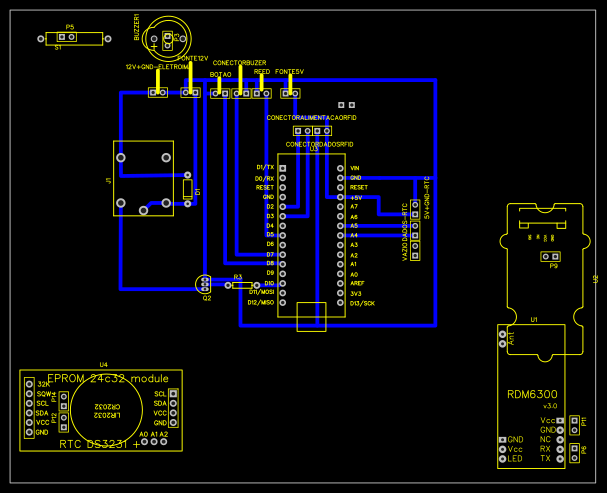 P5
S1
BUZZER1
P3
+
FONTE12V
12V+GND-ELETROIMA
CONECTORBUZER
BOTAO
REED
FONTE5V
CONECTORALIMENTACAORFID
CONECTORDADOSRFID
U3
D1/TX
VIN
D0/RX
GND
RESET
RESET
GND
+5V
D2
A7
D3
A6
D4
A5
D5
A4
D6
A3
D7
A2
D8
A1
D9
A0
D10
AREF
D11/MOSI
3V3
D12/MISO
D13/SCK
J1
D1
Q2
R3
5V+GND-RTC
DADOS-RTC
VAZIO
P9
U2
U1
Ant
RDM6300
v3.0
Vcc
GND
NC
RX
TX
GND
Vcc
LED
P11
P6
U4
EPROM 24c32 module
32K
SQW
SCL
SDA
VCC
GND
P14
P12
LIR2032
CR2032
SCL
SDA
VCC
GND
A0 A1 A2
RTC DS3231 +